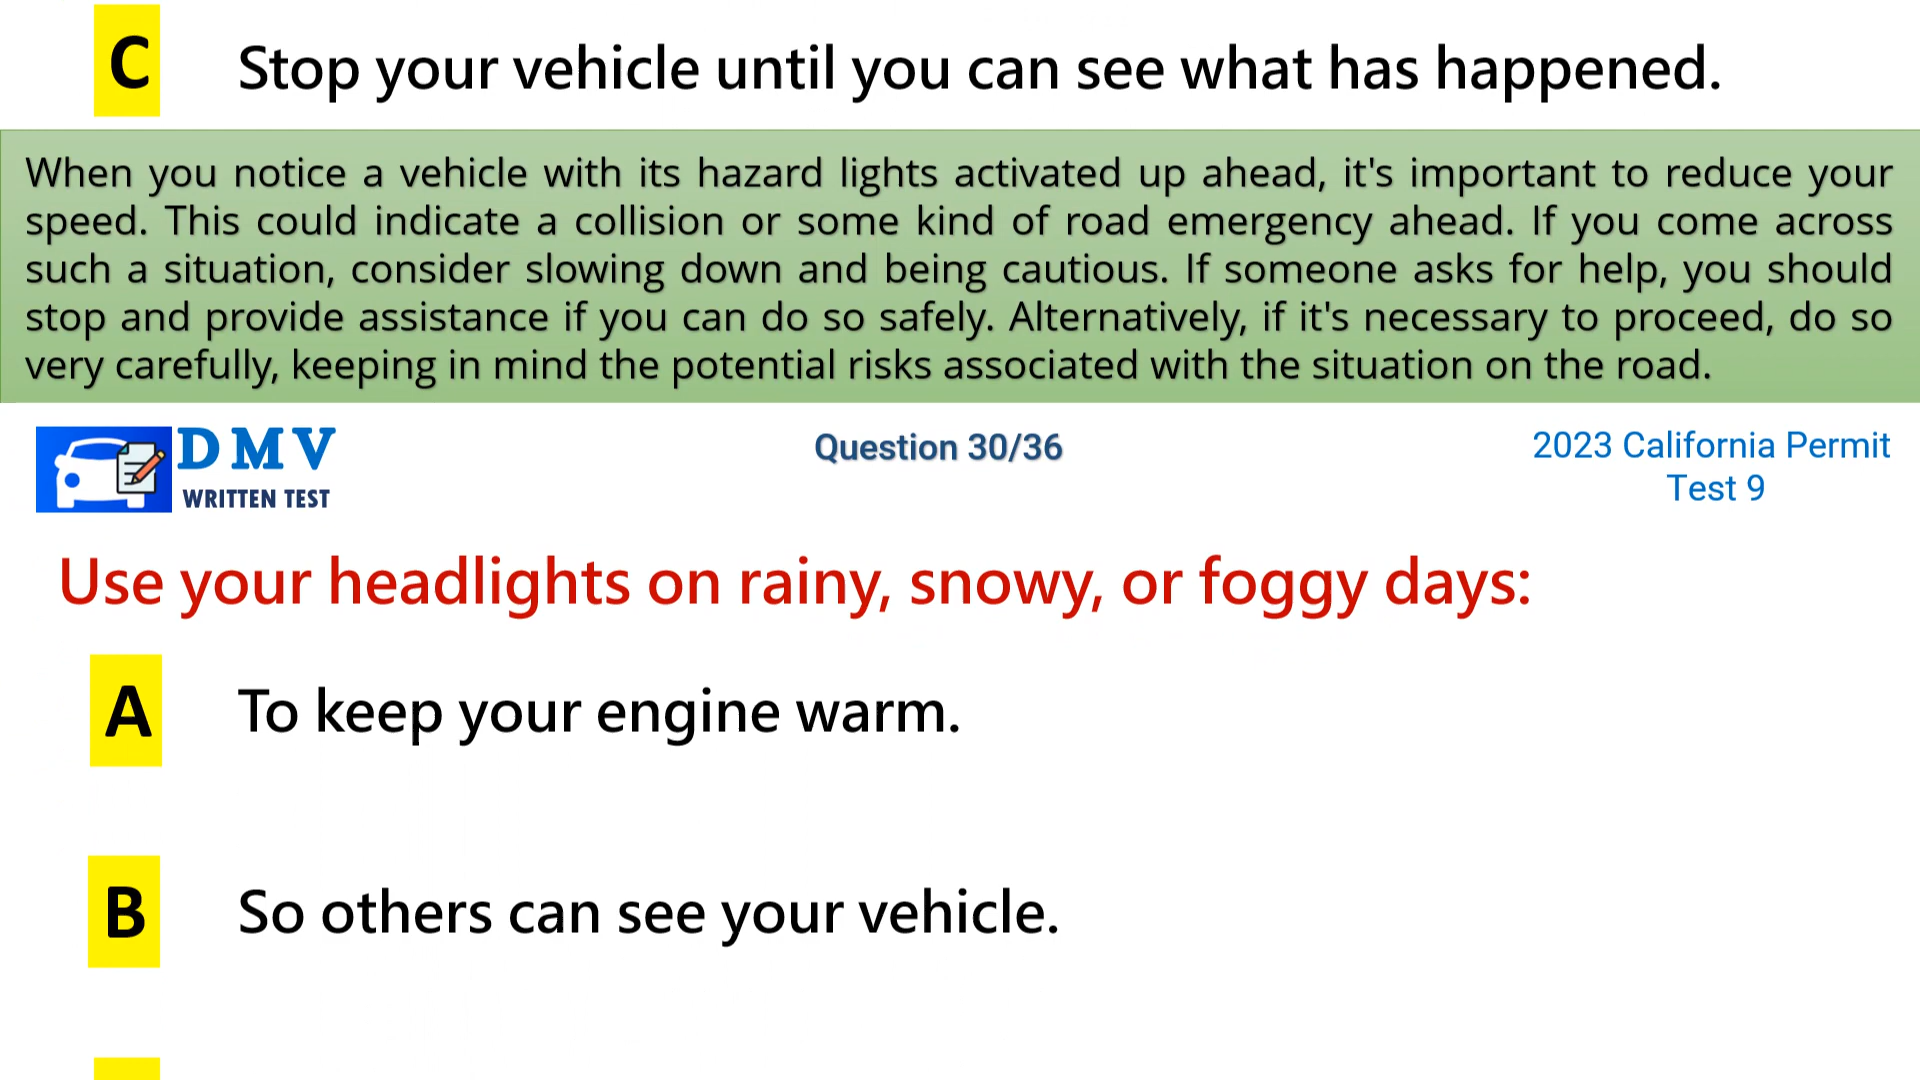 C Stop your vehicle until you can see what has happened.
When you notice a vehicle with its hazard lights activated up ahead, it's important to reduce your
speed. This could indicate a collision or some kind of road emergency ahead. If you come across
such a situation, consider slowing down and being cautious. If someone asks for help, you should
stop and provide assistance if you can do so safely. Alternatively, if it's necessary to proceed, do so
very carefully, keeping in mind the potential risks associated with the situation on the road.
DMV
WRITTEN TEST
Question 30/36
2023 California Permit
Test 9
Use your headlights on rainy, snowy, or foggy days:
A To keep your engine warm.
B So others can see your vehicle.